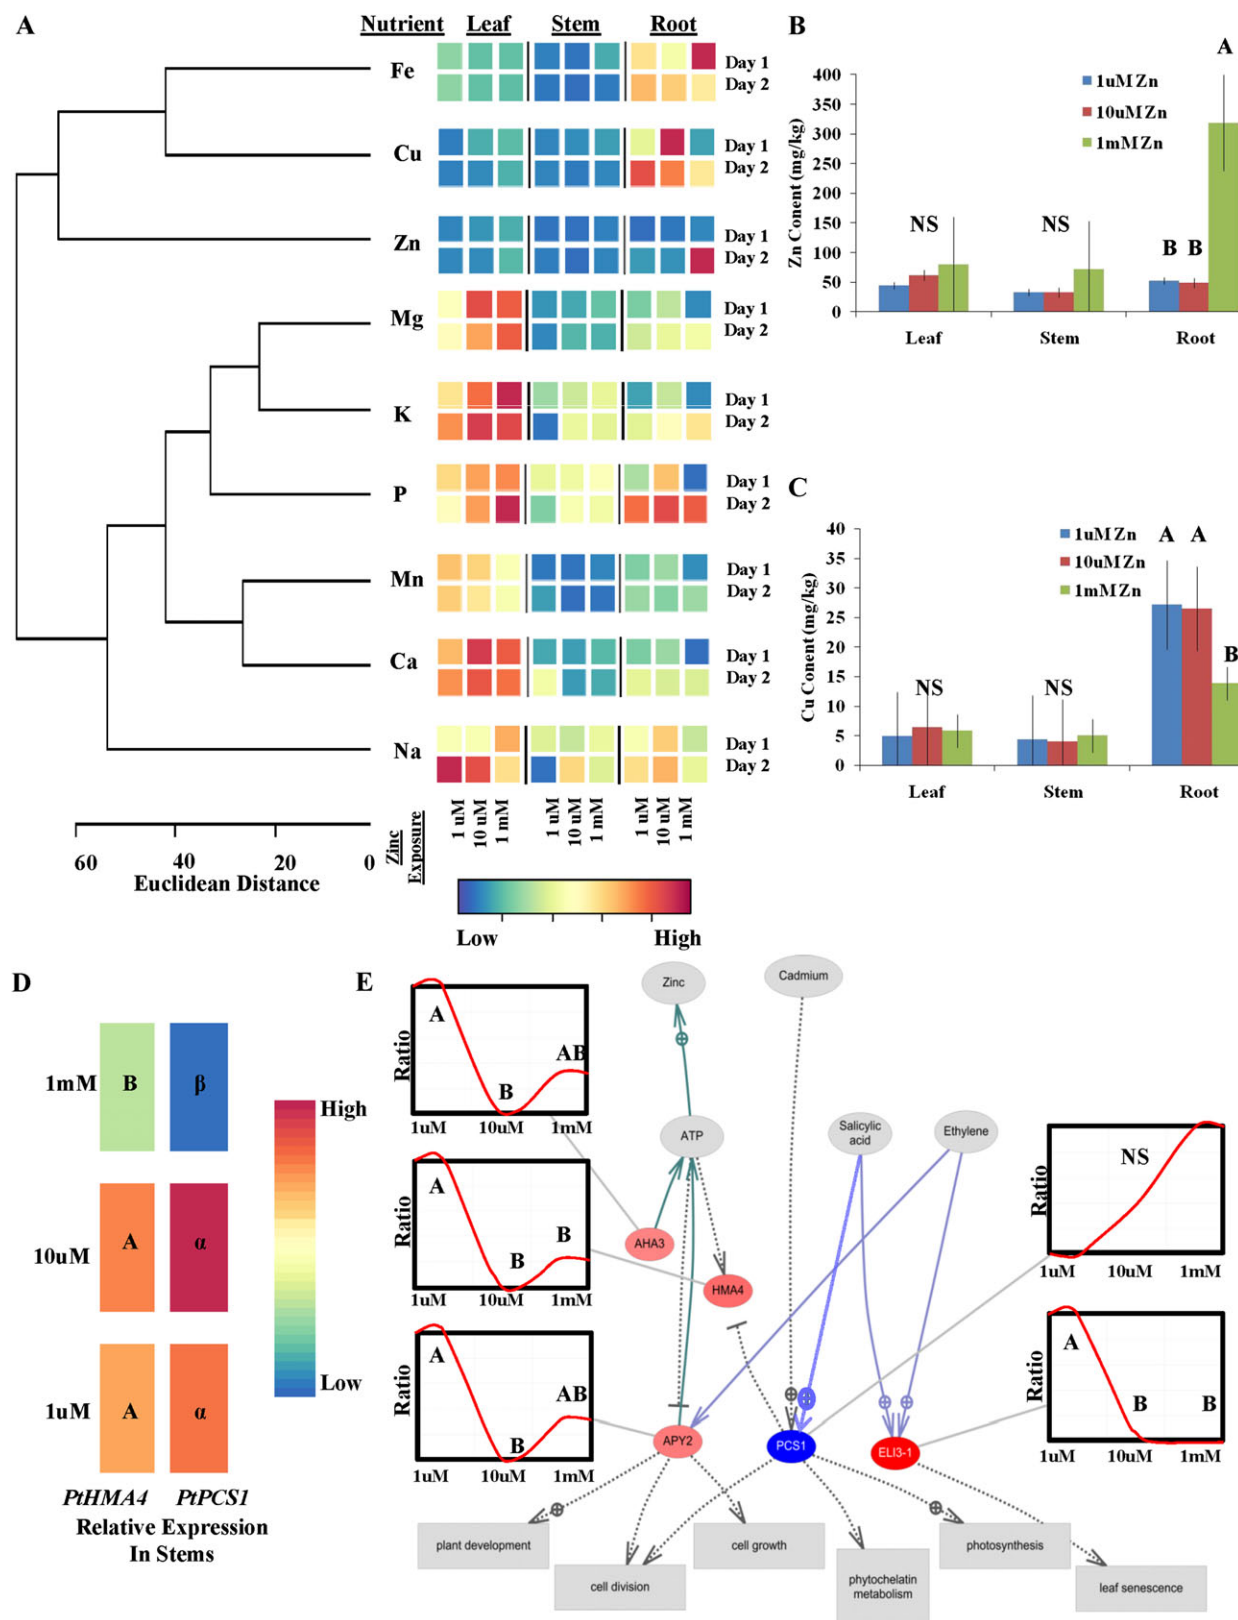 A
Nutrient Leaf Stem Root
Fe
Day 1
Day 2
Cu
Day 1
Day 2
Zn
Day 1
Day 2
Mg
Day 1
Day 2
K
Day 1
Day 2
P
Day 1
Day 2
Mn
Day 1
Day 2
Ca
Day 1
Day 2
Na
Day 1
Day 2
60 40 20 0
Euclidean Distance
Zinc
Exposure
1 uM 10 uM 1 mM 1 uM 10 uM 1 mM 1 uM 10 uM 1 mM
Low High
B
Zn Conent (mg/kg)
400
350
300
250
200
150
100
50
0
1uM Zn
10uM Zn
1mM Zn
NS NS B B A
Leaf Stem Root
C
Cu Conent (mg/kg)
40
35
30
25
20
15
10
5
0
1uM Zn
10uM Zn
1mM Zn
NS NS A A B
Leaf Stem Root
D
1mM B β
10uM A α
1uM A α
PtHMA4 PtPCS1
Relative Expression
In Stems
High
Low
E
Ratio
A B AB
1uM 10uM 1mM
Ratio
A B B
1uM 10uM 1mM
Ratio
A B AB
1uM 10uM 1mM
Zinc
Cadmium
ATP
Salicylic
acid
Ethylene
AHA3
HMA4
APY2
PCS1
ELI3-1
Ratio
NS
1uM 10uM 1mM
Ratio
A B B
1uM 10uM 1mM
plant development
cell division
cell growth
phytochelatin
metabolism
photosynthesis
leaf senescence